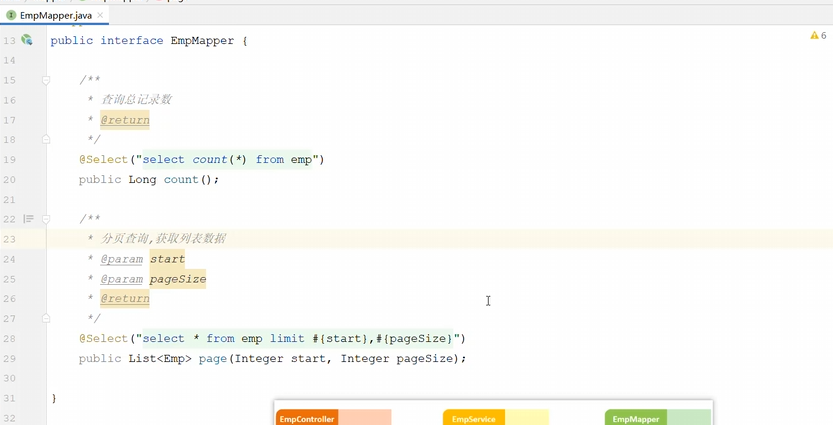 EmpMapper.java
13 public interface EmpMapper {
6
14
15 /**
16 * 查询总记录数
17 * @return
18 */
19 @Select("select count(*) from emp")
20 public Long count();
21
22 /**
23 * 分页查询,获取列表数据
24 * @param start
25 * @param pageSize
26 * @return
27 */
28 @Select("select * from emp limit #{start},#{pageSize}")
29 public List<Emp> page(Integer start, Integer pageSize);
30
31 }
32
EmpController EmpService EmpMapper